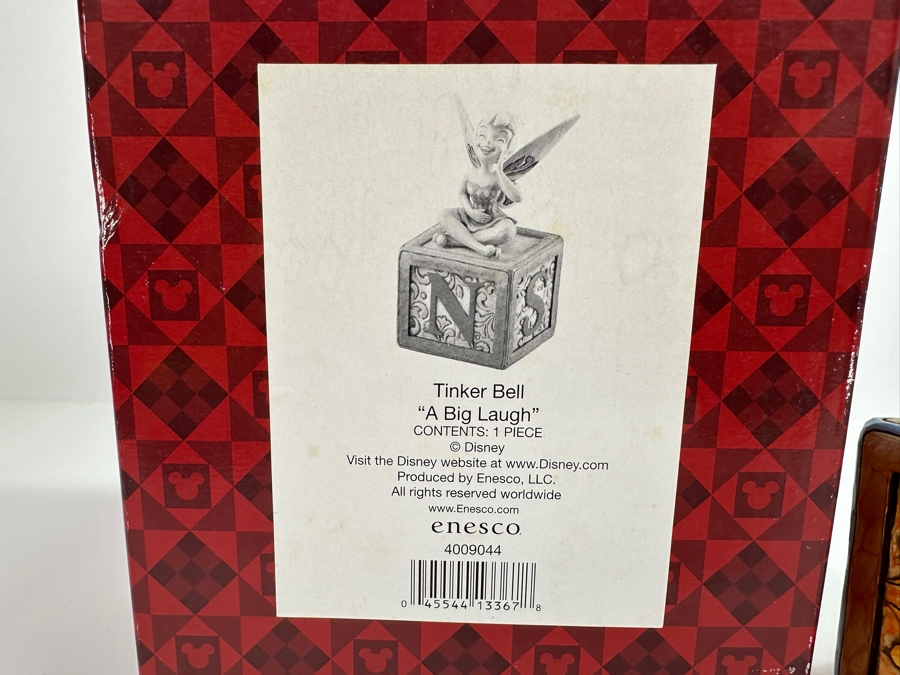 N S
Tinker Bell
“A Big Laugh”
CONTENTS: 1 PIECE
© Disney
Visit the Disney website at www.Disney.com
Produced by Enesco, LLC.
All rights reserved worldwide
www.Enesco.com
enesco.
4009044
0 45544 13367 8